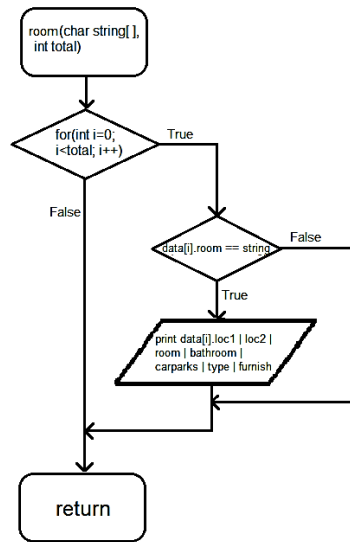 room(char string[ ],
int total)
for(int i=0;
i<total; i++)
True
False
data[i].room == string
False
True
print data[i].loc1 | loc2 |
room | bathroom |
carparks | type | furnish
return